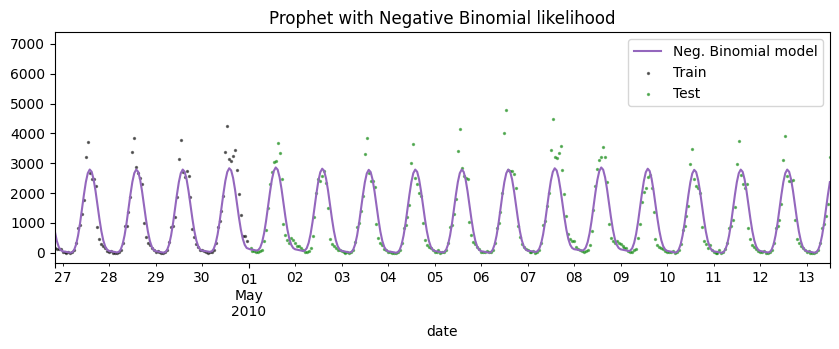 Prophet with Negative Binomial likelihood
7000
6000
5000
4000
3000
2000
1000
0
Neg. Binomial model
Train
Test
27 28 29 30 01 02 03 04 05 06 07 08 09 10 11 12 13
May
2010
date